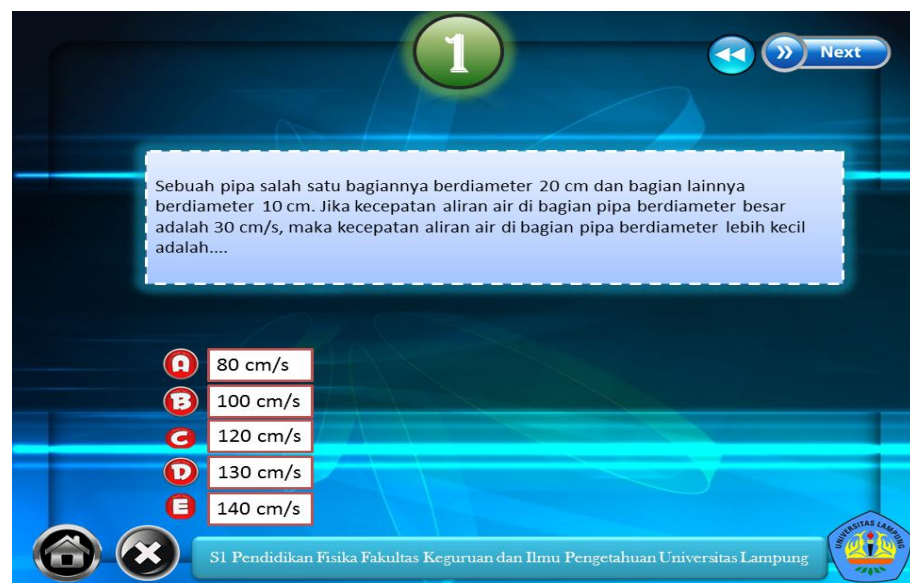 1
Next
Sebuah pipa salah satu bagiannya berdiameter 20 cm dan bagian lainnya
berdiameter 10 cm. Jika kecepatan aliran air di bagian pipa berdiameter besar
adalah 30 cm/s, maka kecepatan aliran air di bagian pipa berdiameter lebih kecil
adalah....
A 80 cm/s
B 100 cm/s
C 120 cm/s
D 130 cm/s
E 140 cm/s
S1 Pendidikan Fisika Fakultas Keguruan dan Ilmu Pengetahuan Universitas Lampung
UNIVERSITAS LAMPUNG